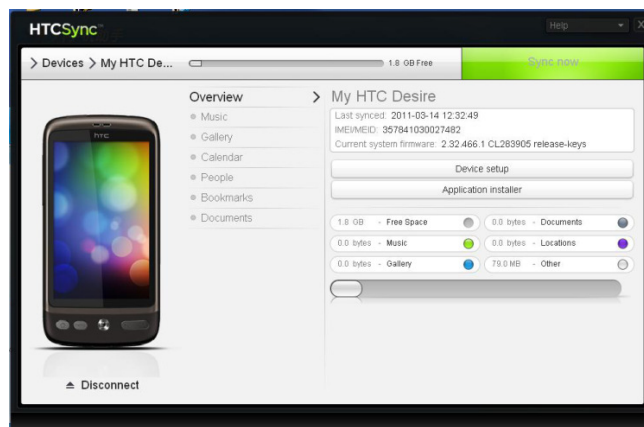 HTCSync™
Help
X
> Devices > My HTC De...
1.8 GB Free
Sync now
Overview >
Music
Gallery
Calendar
People
Bookmarks
Documents
hTC
Disconnect
My HTC Desire
Last synced: 2011-03-14 12:32:49
IMEI/MEID: 357841030027482
Current system firmware: 2.32.466.1 CL283905 release-keys
Device setup
Application installer
1.8 GB - Free Space
0.0 bytes - Documents
0.0 bytes - Music
0.0 bytes - Locations
0.0 bytes - Gallery
79.0 MB - Other